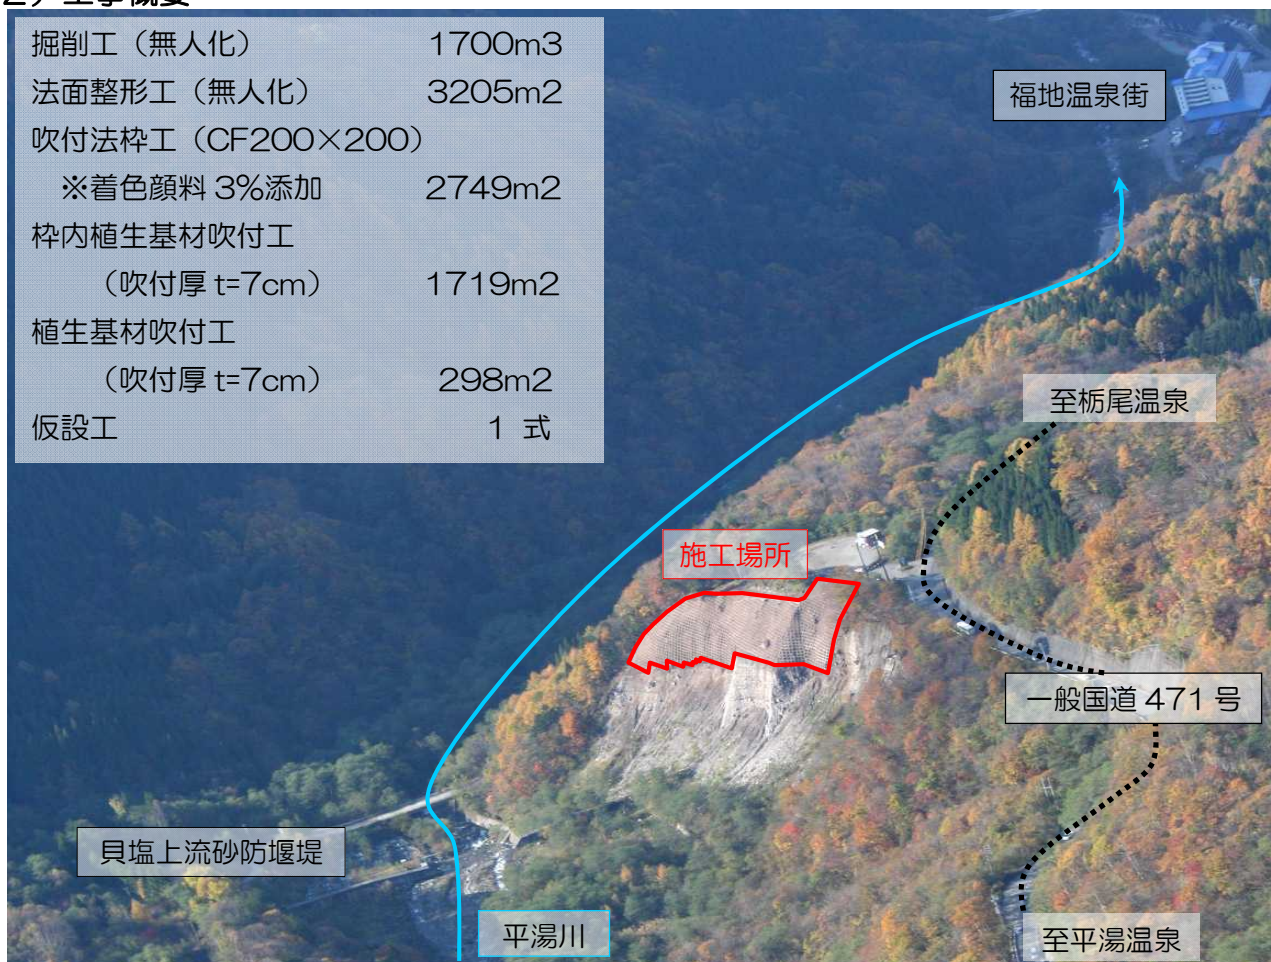 2）工事概要
掘削工（無人化） 1700m3
法面整形工（無人化） 3205m2
吹付法枠工（CF200×200）
※着色顔料 3%添加 2749m2
枠内植生基材吹付工
（吹付厚 t=7cm） 1719m2
植生基材吹付工
（吹付厚 t=7cm） 298m2
仮設工 1 式
福地温泉街
至栃尾温泉
施工場所
一般国道 471 号
貝塩上流砂防堰堤
平湯川
至平湯温泉